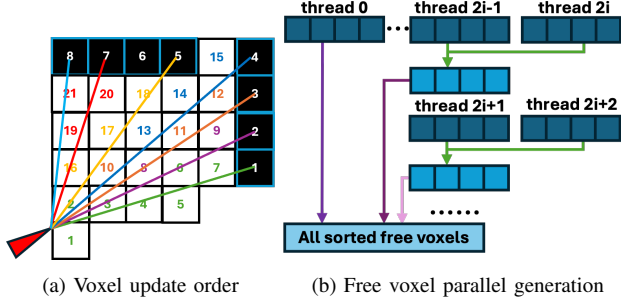 8 7 6 5 15 4
21 20 18 14 12 3
19 17 13 11 9 2
16 10 8 6 7 1
2 3 4 5
1
(a) Voxel update order
thread 0 thread 2i-1 thread 2i
thread 2i+1 thread 2i+2
All sorted free voxels
(b) Free voxel parallel generation